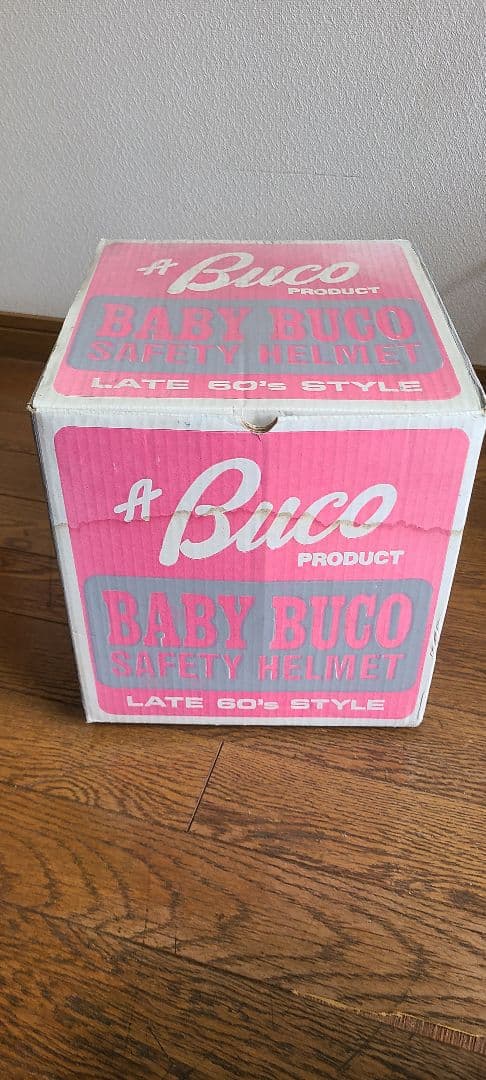 A Buco
PRODUCT
BABY BUCO
SAFETY HELMET
LATE 60's STYLE
A Buco
PRODUCT
BABY BUCO
SAFETY HELMET
LATE 60's STYLE